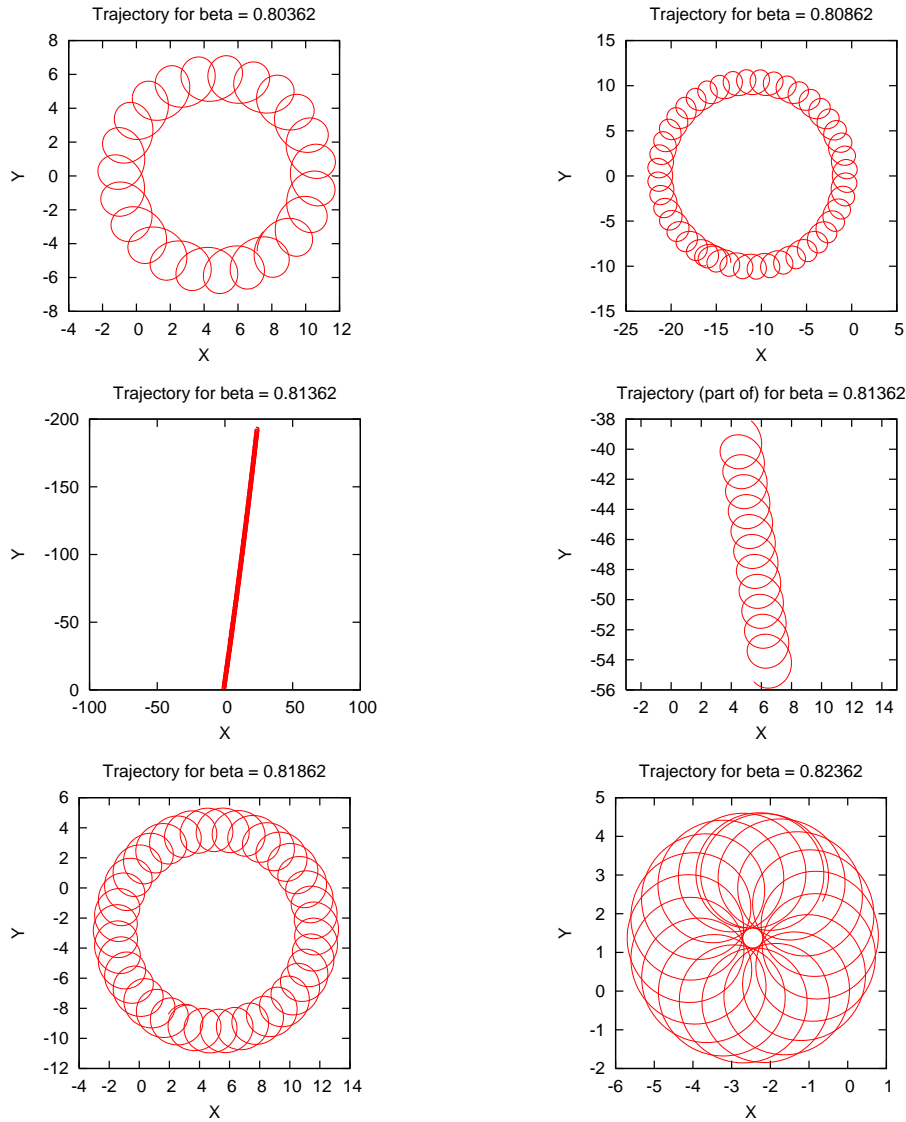 Trajectory for beta = 0.80362
8
6
4
2
0
-2
-4
-6
-8
Y
-4 -2 0 2 4 6 8 10 12
X
Trajectory for beta = 0.80862
15
10
5
0
-5
-10
-15
Y
-25 -20 -15 -10 -5 0 5
X
Trajectory for beta = 0.81362
-200
-150
-100
-50
0
Y
-100 -50 0 50 100
X
Trajectory (part of) for beta = 0.81362
-38
-40
-42
-44
-46
-48
-50
-52
-54
-56
Y
-2 0 2 4 6 8 10 12 14
X
Trajectory for beta = 0.81862
6
4
2
0
-2
-4
-6
-8
-10
-12
Y
-4 -2 0 2 4 6 8 10 12 14
X
Trajectory for beta = 0.82362
5
4
3
2
1
0
-1
-2
Y
-6 -5 -4 -3 -2 -1 0 1
X